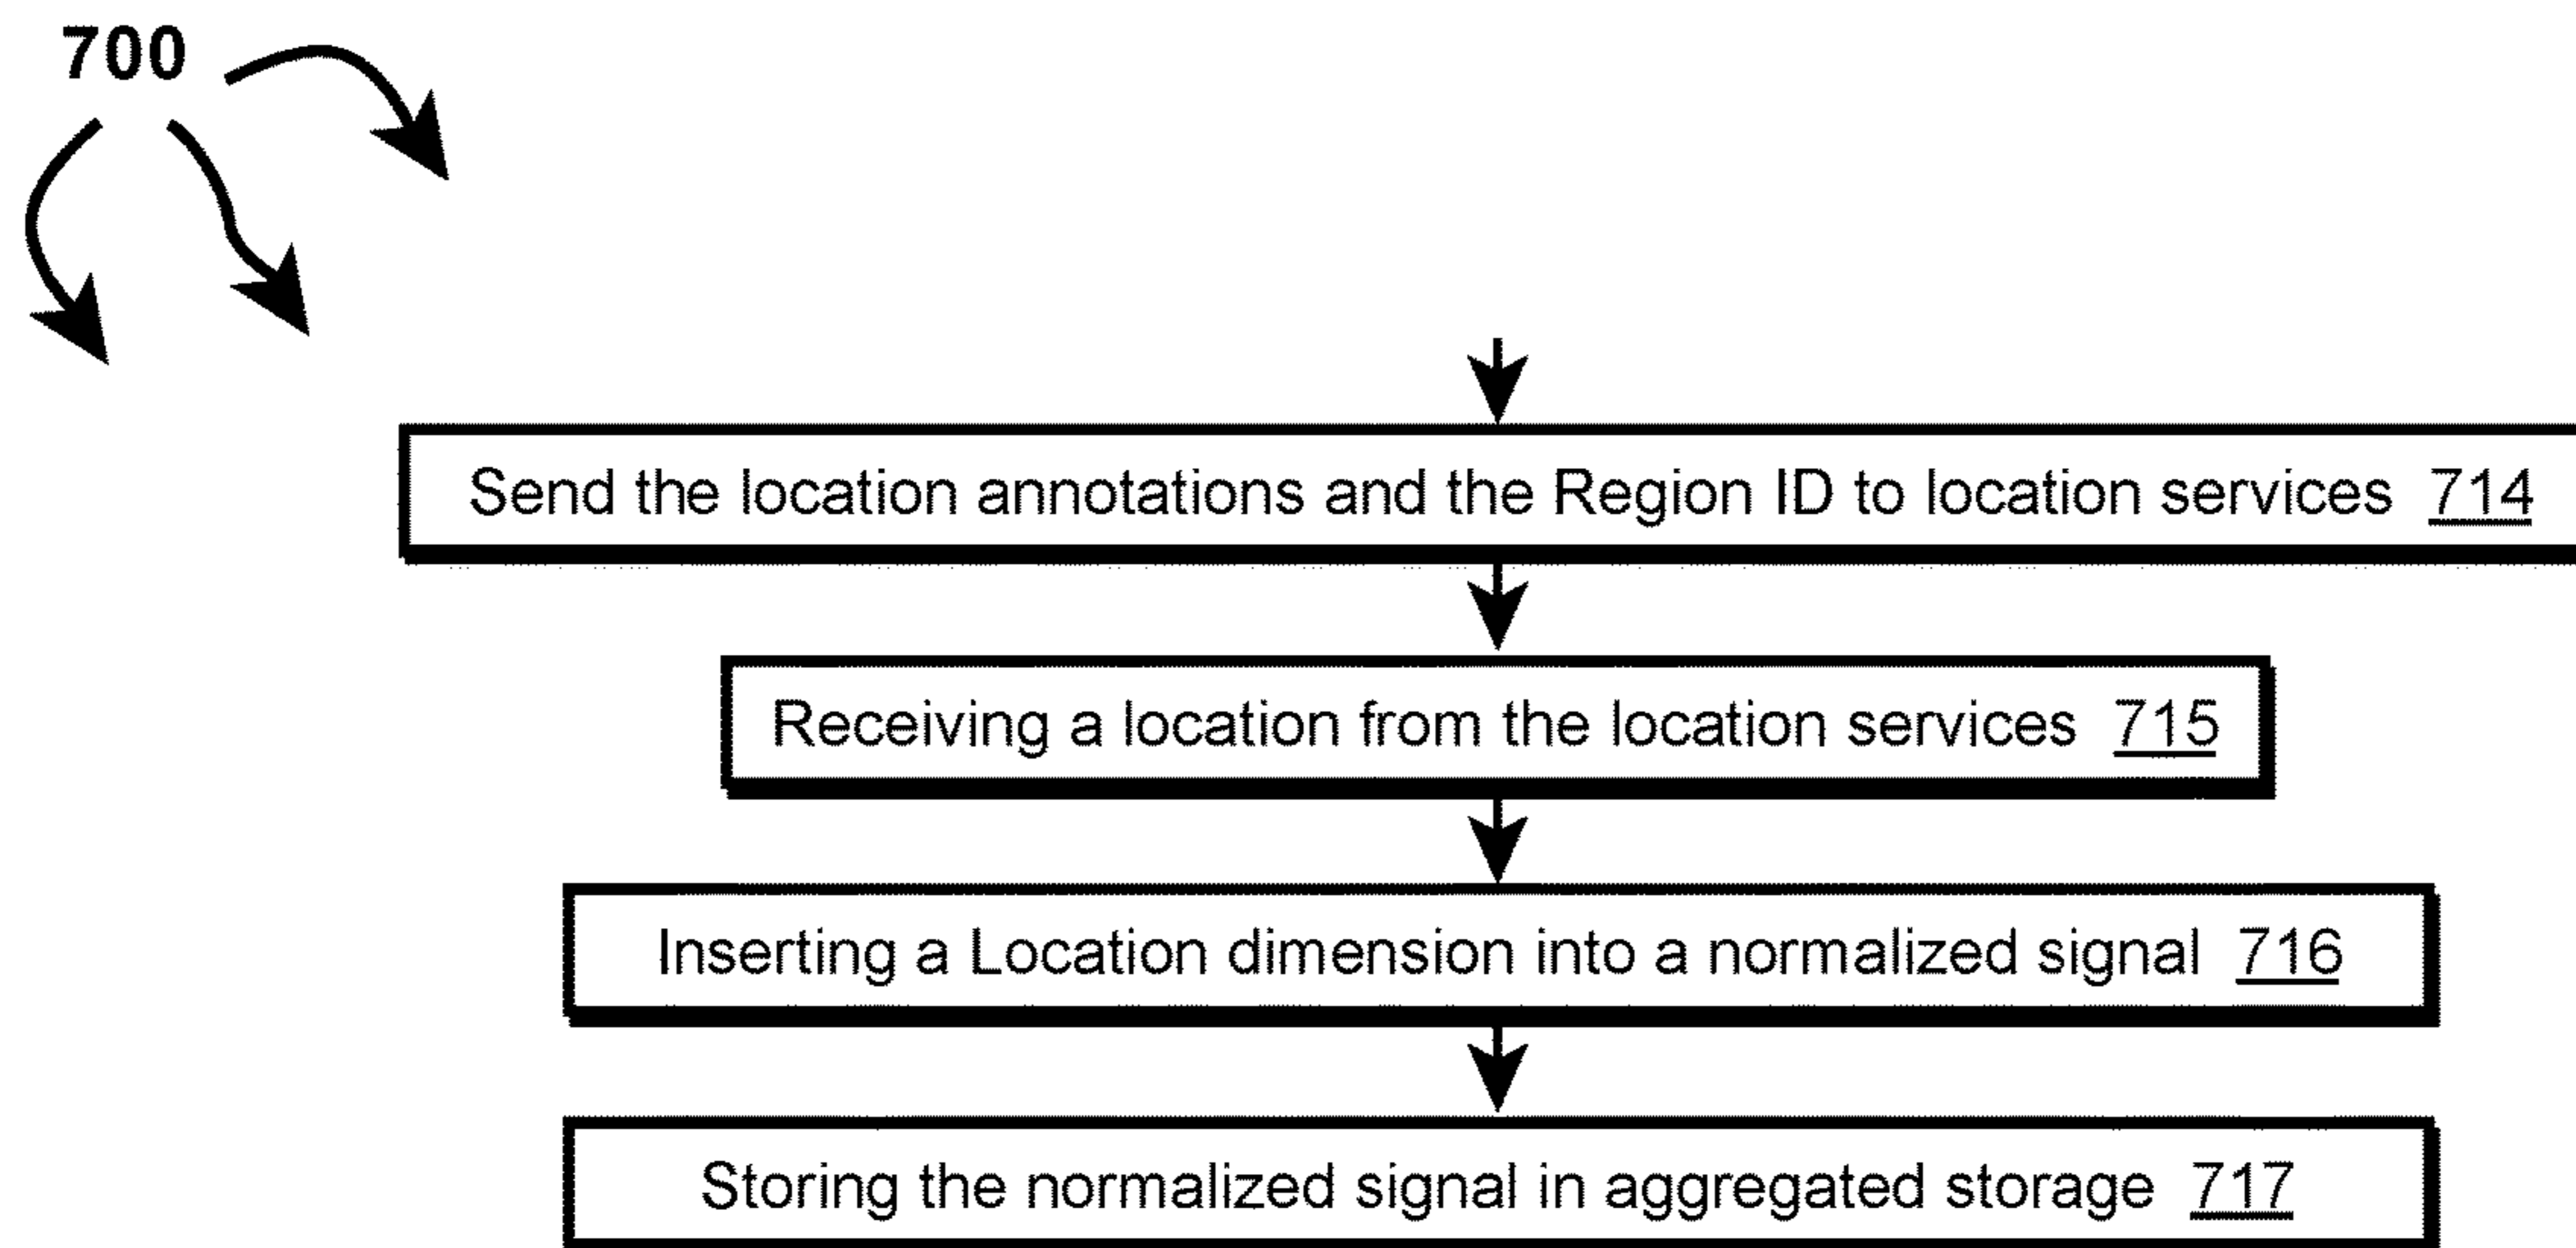 700
Send the location annotations and the Region ID to location services 714
Receiving a location from the location services 715
Inserting a Location dimension into a normalized signal 716
Storing the normalized signal in aggregated storage 717